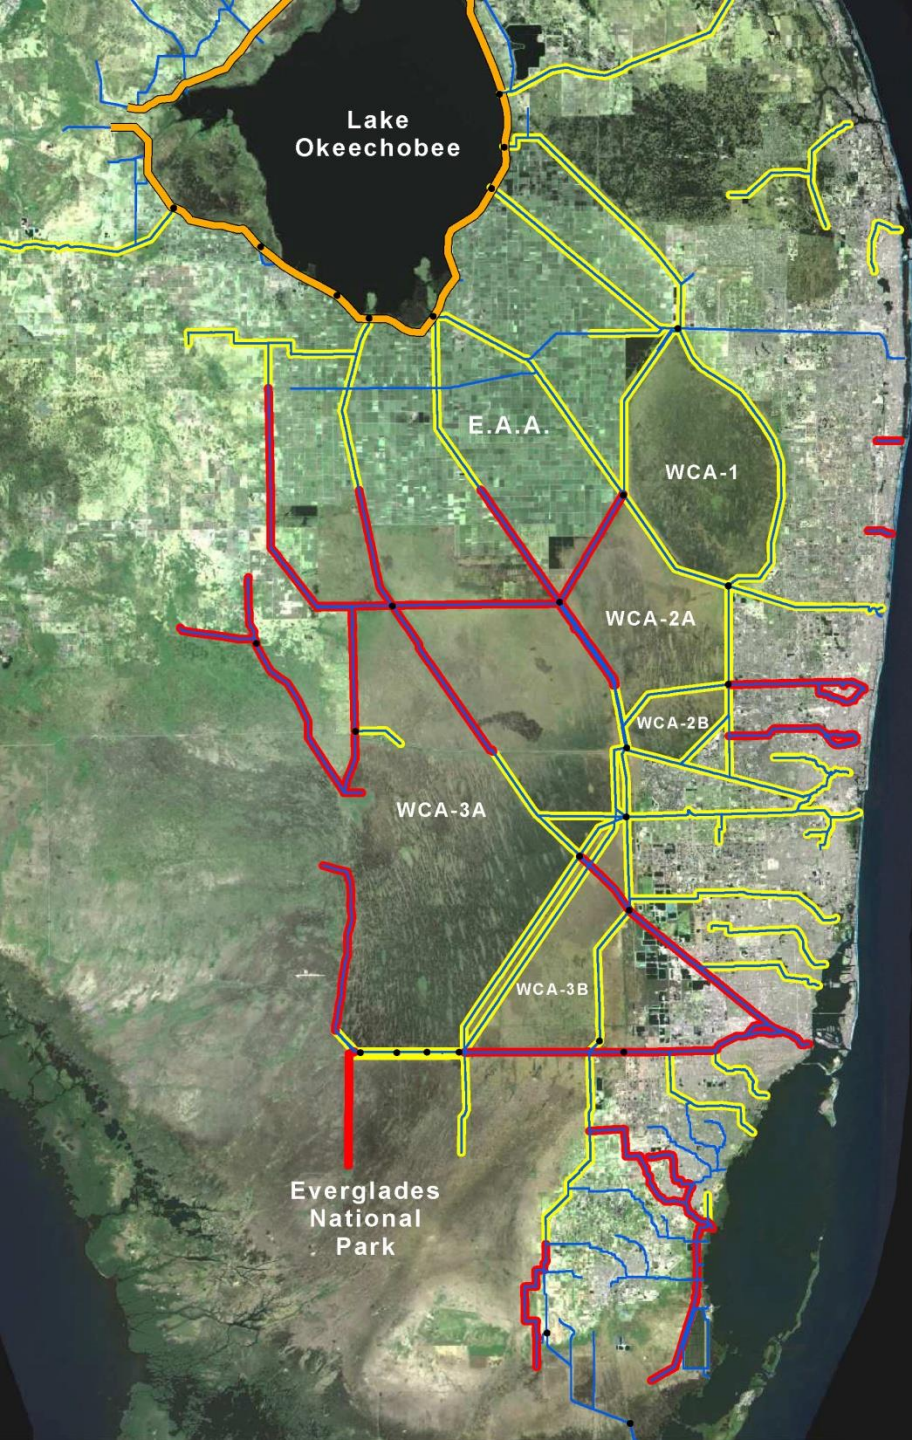 Lake
Okeechobee
E.A.A.
WCA-1
WCA-2A
WCA-2B
WCA-3A
WCA-3B
Everglades
National
Park